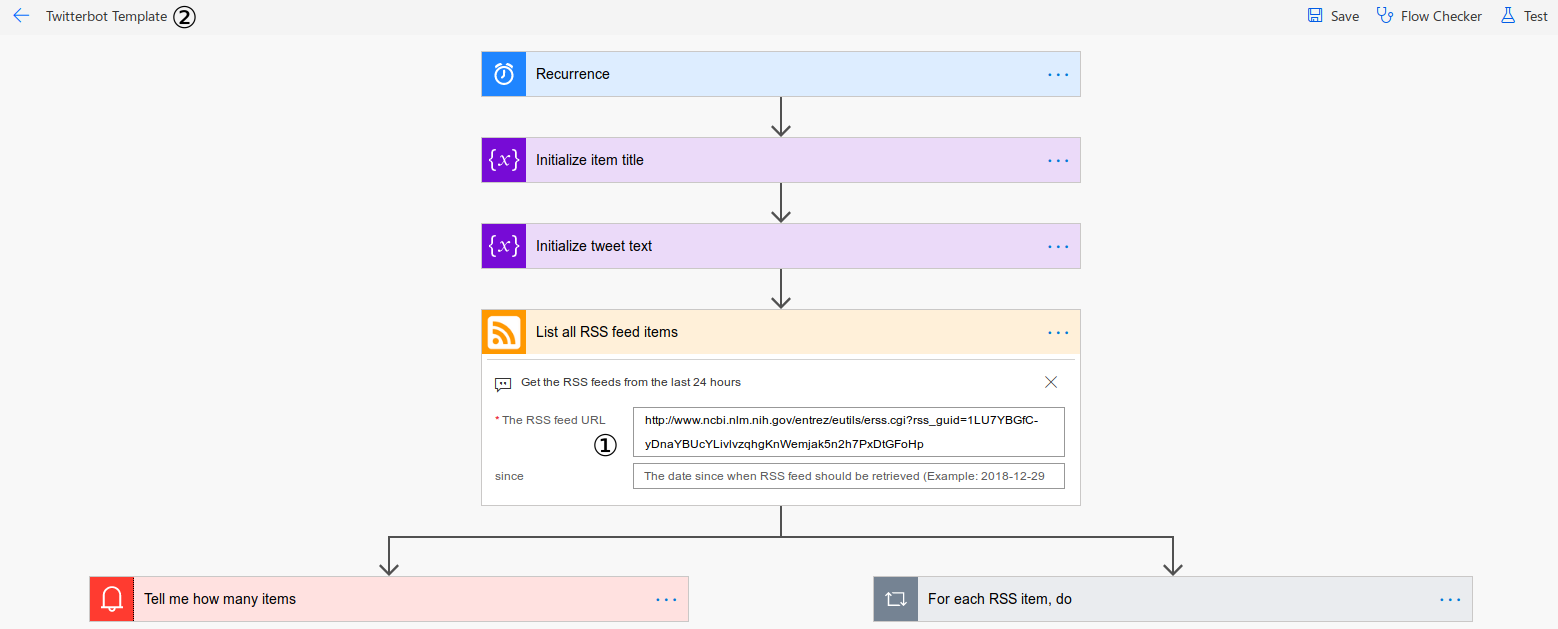 Twitterbot Template ②
Save Flow Checker Test
Recurrence
{x} Initialize item title
{x} Initialize tweet text
List all RSS feed items
Get the RSS feeds from the last 24 hours
* The RSS feed URL
http://www.ncbi.nlm.nih.gov/entrez/eutils/erss.cgi?rss_guid=1LU7YBGfC-
yDnaYBUcYLivlvzqhgKnWemjak5n2h7PxDtGFoHp
①
since
The date since when RSS feed should be retrieved (Example: 2018-12-29
Tell me how many items
For each RSS item, do